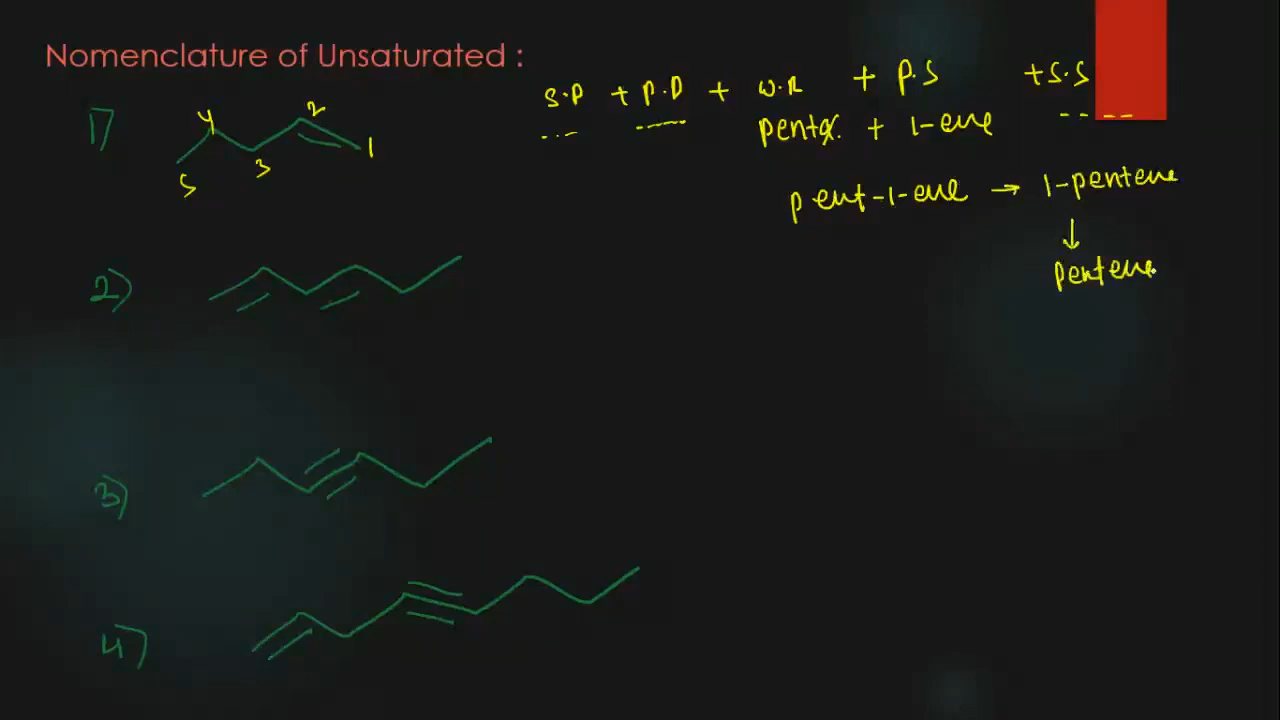 Nomenclature of Unsaturated :
S.P + P.D + W.R + P.S + S.S
1)
4 2
5 3 1
--- ----- penta + 1-ene ----
pent-1-ene → 1-pentene
↓
pentene
2)
3)
4)